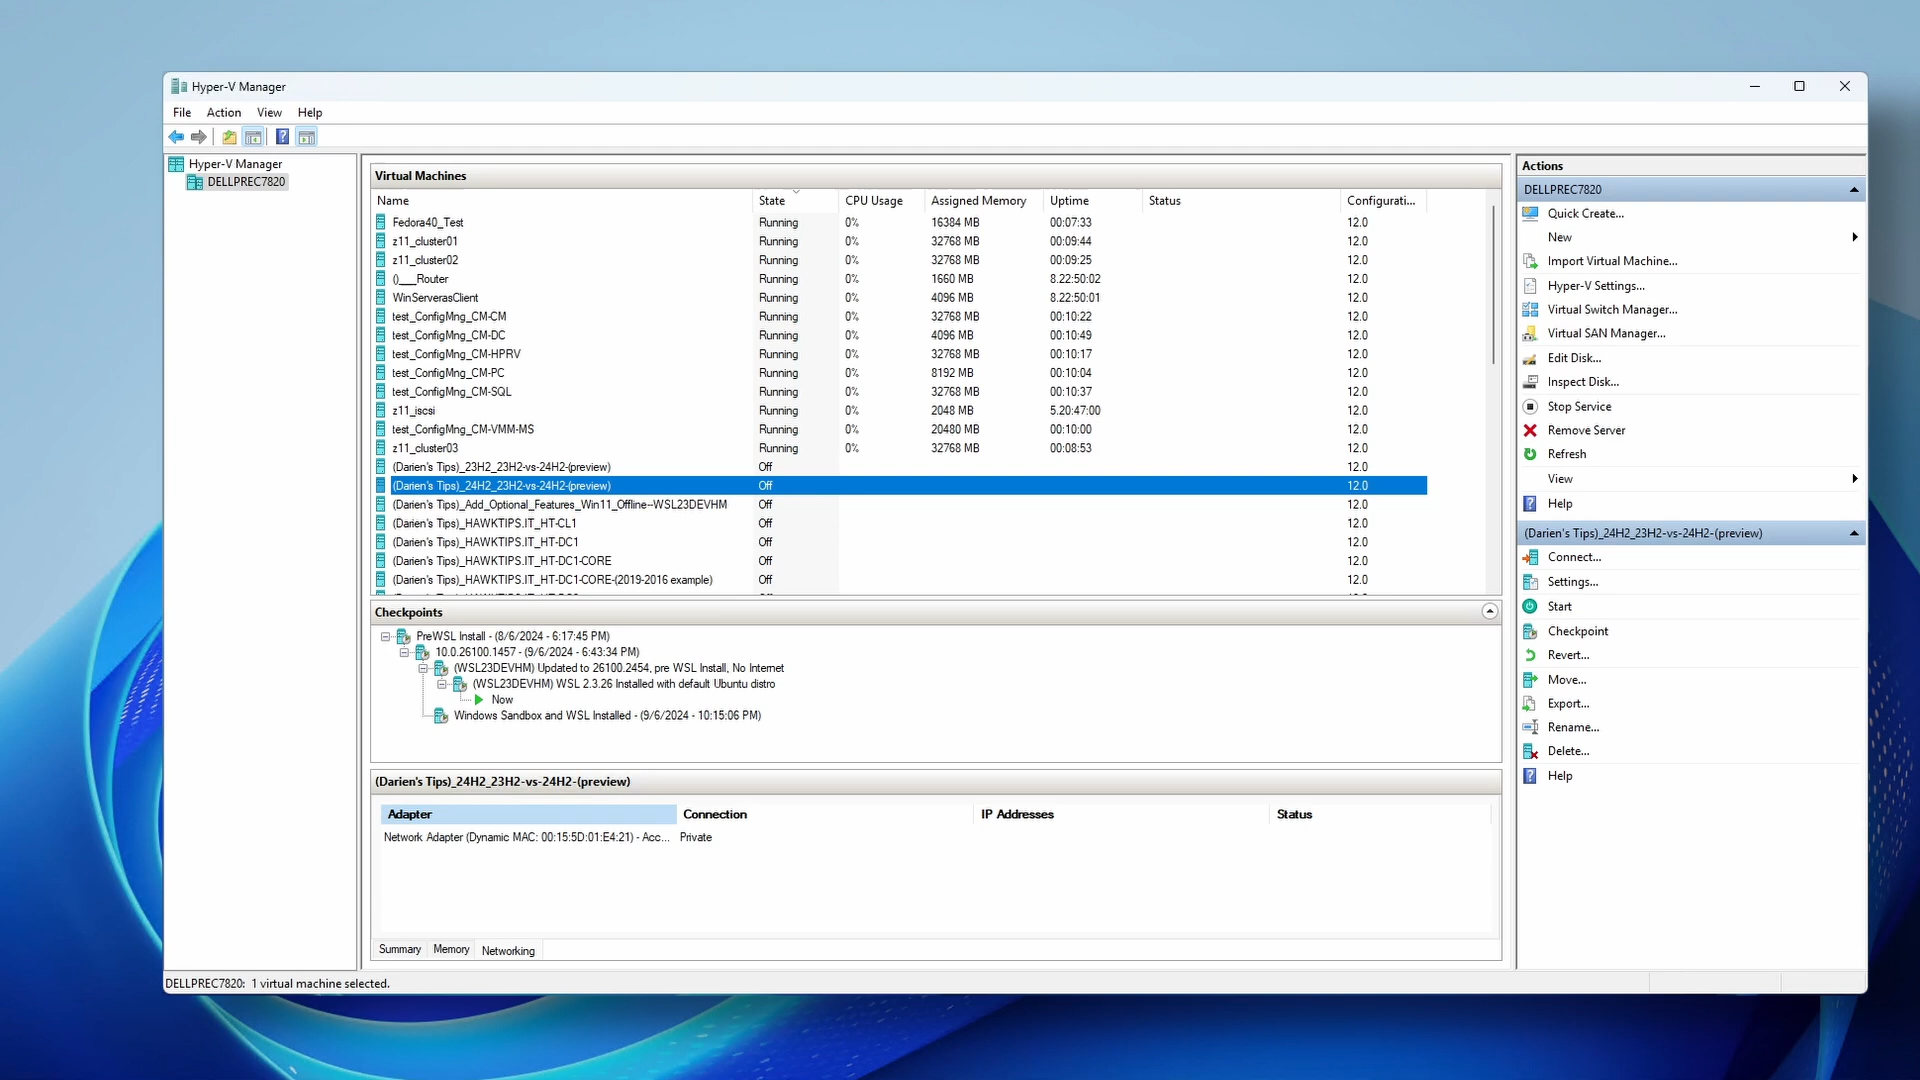 Hyper-V Manager
File Action View Help
Hyper-V Manager
DELLPREC7820
Virtual Machines
Name State CPU Usage Assigned Memory Uptime Status Configurati...
Fedora40_Test Running 0% 16384 MB 00:07:33 12.0
z11_cluster01 Running 0% 32768 MB 00:09:44 12.0
z11_cluster02 Running 0% 32768 MB 00:09:25 12.0
()___Router Running 0% 1660 MB 8.22:50:02 12.0
WinServerasClient Running 0% 4096 MB 8.22:50:01 12.0
test_ConfigMng_CM-CM Running 0% 32768 MB 00:10:22 12.0
test_ConfigMng_CM-DC Running 0% 4096 MB 00:10:49 12.0
test_ConfigMng_CM-HPRV Running 0% 32768 MB 00:10:17 12.0
test_ConfigMng_CM-PC Running 0% 8192 MB 00:10:04 12.0
test_ConfigMng_CM-SQL Running 0% 32768 MB 00:10:37 12.0
z11_iscsi Running 0% 2048 MB 5.20:47:00 12.0
test_ConfigMng_CM-VMM-MS Running 0% 20480 MB 00:10:00 12.0
z11_cluster03 Running 0% 32768 MB 00:08:53 12.0
(Darien's Tips)_23H2_23H2-vs-24H2-(preview) Off 12.0
(Darien's Tips)_24H2_23H2-vs-24H2-(preview) Off 12.0
(Darien's Tips)_Add_Optional_Features_Win11_Offline--WSL23DEVHM Off 12.0
(Darien's Tips)_HAWKTIPS.IT_HT-CL1 Off 12.0
(Darien's Tips)_HAWKTIPS.IT_HT-DC1 Off 12.0
(Darien's Tips)_HAWKTIPS.IT_HT-DC1-CORE Off 12.0
(Darien's Tips)_HAWKTIPS.IT_HT-DC1-CORE-(2019-2016 example) Off 12.0
Checkpoints
PreWSL Install - (8/6/2024 - 6:17:45 PM)
10.0.26100.1457 - (9/6/2024 - 6:43:34 PM)
(WSL23DEVHM) Updated to 26100.2454, pre WSL Install, No Internet
(WSL23DEVHM) WSL 2.3.26 Installed with default Ubuntu distro
Now
Windows Sandbox and WSL Installed - (9/6/2024 - 10:15:06 PM)
(Darien's Tips)_24H2_23H2-vs-24H2-(preview)
Adapter Connection IP Addresses Status
Network Adapter (Dynamic MAC: 00:15:5D:01:E4:21) - Acc... Private
Summary Memory Networking
Actions
DELLPREC7820
Quick Create...
New
Import Virtual Machine...
Hyper-V Settings...
Virtual Switch Manager...
Virtual SAN Manager...
Edit Disk...
Inspect Disk...
Stop Service
Remove Server
Refresh
View
Help
(Darien's Tips)_24H2_23H2-vs-24H2-(preview)
Connect...
Settings...
Start
Checkpoint
Revert...
Move...
Export...
Rename...
Delete...
Help
DELLPREC7820: 1 virtual machine selected.